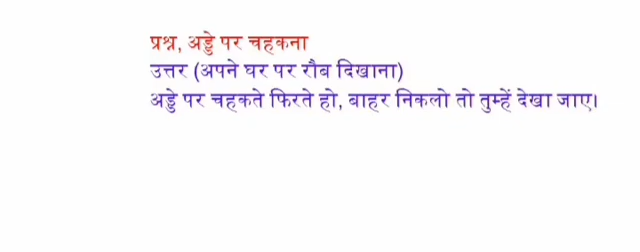 प्रश्न, अड्डे पर चहकना
उत्तर (अपने घर पर रौब दिखाना)
अड्डे पर चहकते फिरते हो, बाहर निकलो तो तुम्हें देखा जाए।